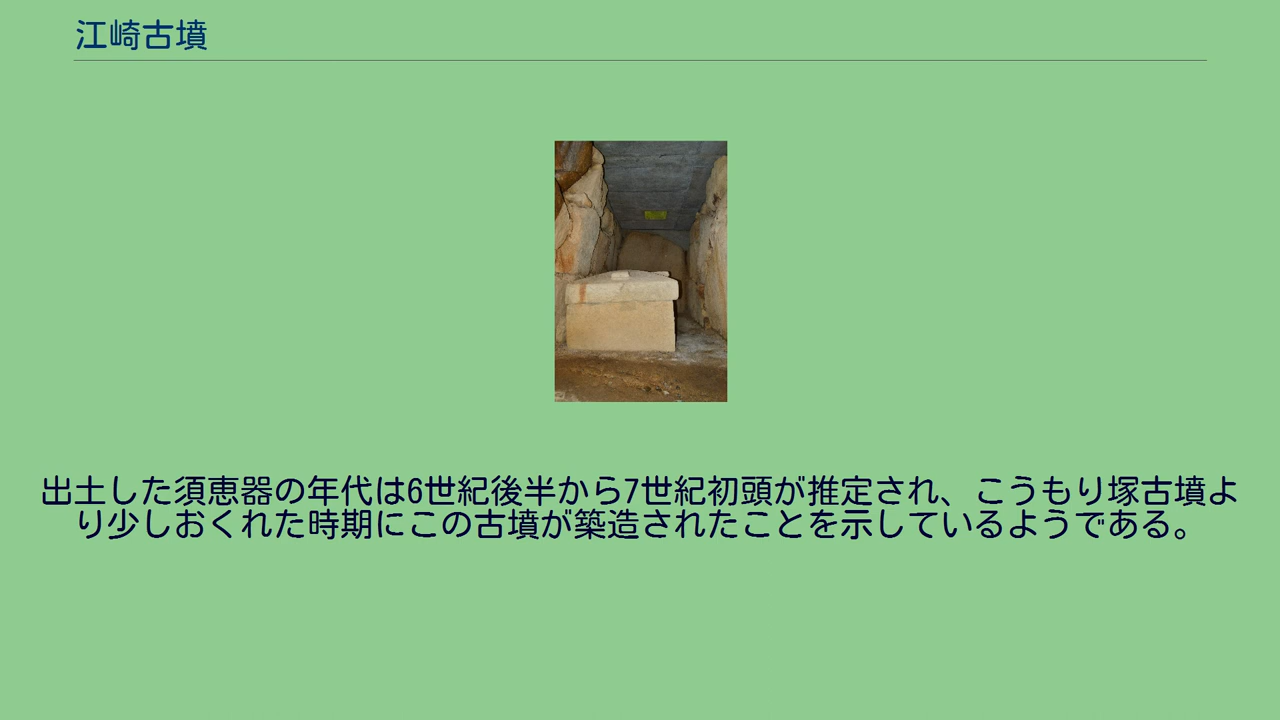 江崎古墳
出土した須恵器の年代は6世紀後半から7世紀初頭が推定され、こうもり塚古墳よ
り少しおくれた時期にこの古墳が築造されたことを示しているようである。